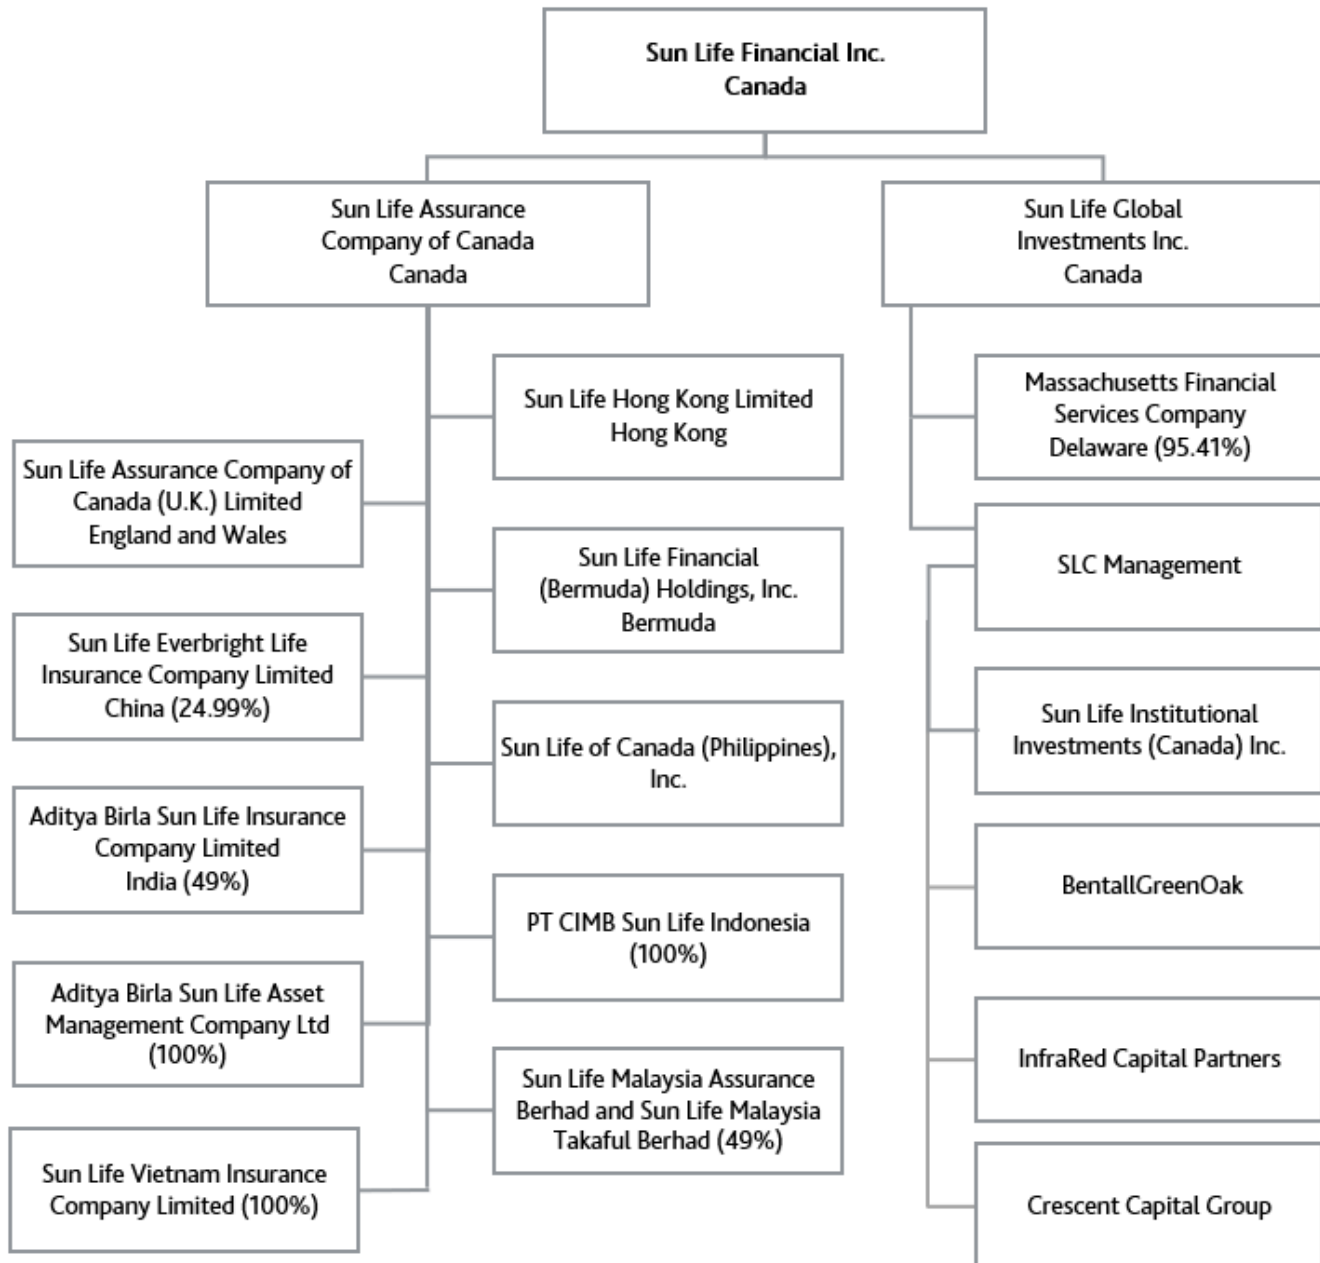 Sun Life Financial Inc.
Canada
Sun Life Assurance
Company of Canada
Canada
Sun Life Global
Investments Inc.
Canada
Sun Life Assurance Company of
Canada (U.K.) Limited
England and Wales
Sun Life Everbright Life
Insurance Company Limited
China (24.99%)
Aditya Birla Sun Life Insurance
Company Limited
India (49%)
Aditya Birla Sun Life Asset
Management Company Ltd
(100%)
Sun Life Vietnam Insurance
Company Limited (100%)
Sun Life Hong Kong Limited
Hong Kong
Sun Life Financial
(Bermuda) Holdings, Inc.
Bermuda
Sun Life of Canada (Philippines),
Inc.
PT CIMB Sun Life Indonesia
(100%)
Sun Life Malaysia Assurance
Berhad and Sun Life Malaysia
Takaful Berhad (49%)
Massachusetts Financial
Services Company
Delaware (95.41%)
SLC Management
Sun Life Institutional
Investments (Canada) Inc.
BentallGreenOak
InfraRed Capital Partners
Crescent Capital Group